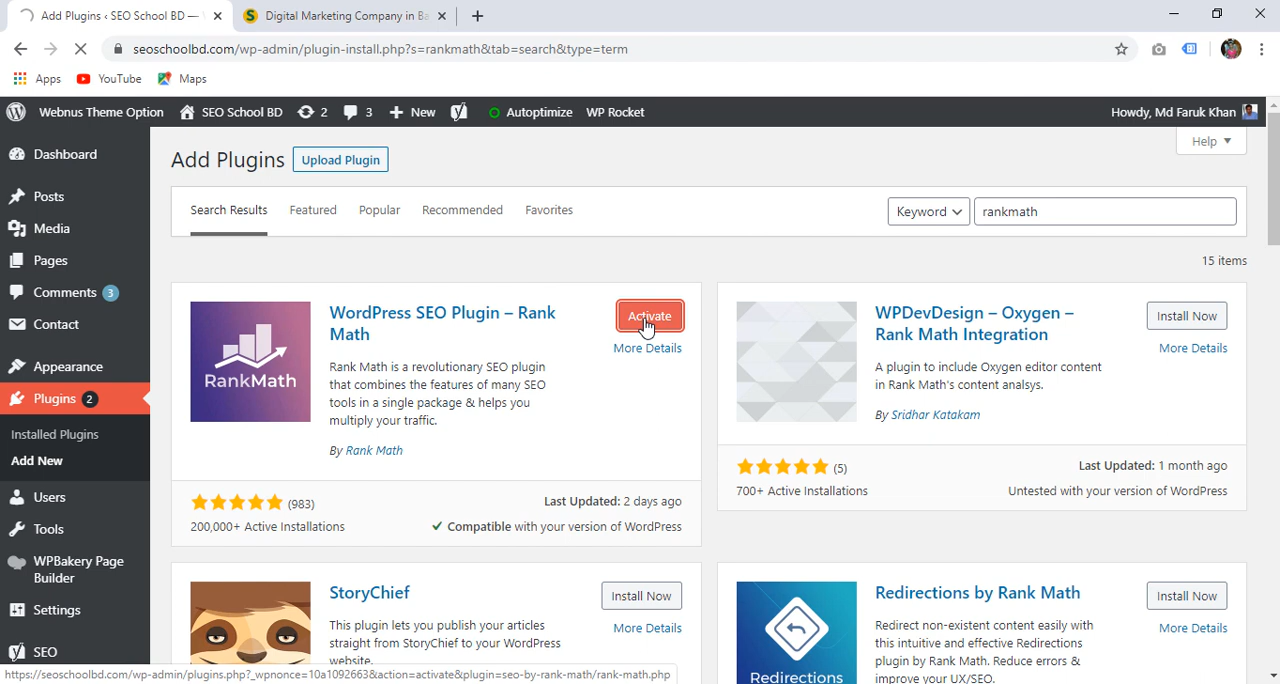 Add Plugins ‹ SEO School BD —
Digital Marketing Company in Ba
seoschoolbd.com/wp-admin/plugin-install.php?s=rankmath&tab=search&type=term
Apps YouTube Maps
Webnus Theme Option SEO School BD 2 3 New Autoptimize WP Rocket Howdy, Md Faruk Khan
Dashboard
Posts
Media
Pages
Comments 3
Contact
Appearance
Plugins 2
Installed Plugins
Add New
Users
Tools
WPBakery Page
Builder
Settings
SEO
Add Plugins Upload Plugin
Help
Search Results Featured Popular Recommended Favorites Keyword rankmath
15 items
RankMath
WordPress SEO Plugin – Rank
Math
Activate
More Details
Rank Math is a revolutionary SEO plugin
that combines the features of many SEO
tools in a single package & helps you
multiply your traffic.
By Rank Math
(983)
Last Updated: 2 days ago
200,000+ Active Installations
Compatible with your version of WordPress
WPDevDesign – Oxygen –
Rank Math Integration
Install Now
More Details
A plugin to include Oxygen editor content
in Rank Math's content analsys.
By Sridhar Katakam
(5)
Last Updated: 1 month ago
700+ Active Installations
Untested with your version of WordPress
StoryChief
Install Now
More Details
This plugin lets you publish your articles
straight from StoryChief to your WordPress
website.
Redirections
Redirections by Rank Math
Install Now
More Details
Redirect non-existent content easily with
this intuitive and effective Redirections
plugin by Rank Math. Reduce errors &
improve your UX/SEO.
https://seoschoolbd.com/wp-admin/plugins.php?_wpnonce=10a1092663&action=activate&plugin=seo-by-rank-math/rank-math.php